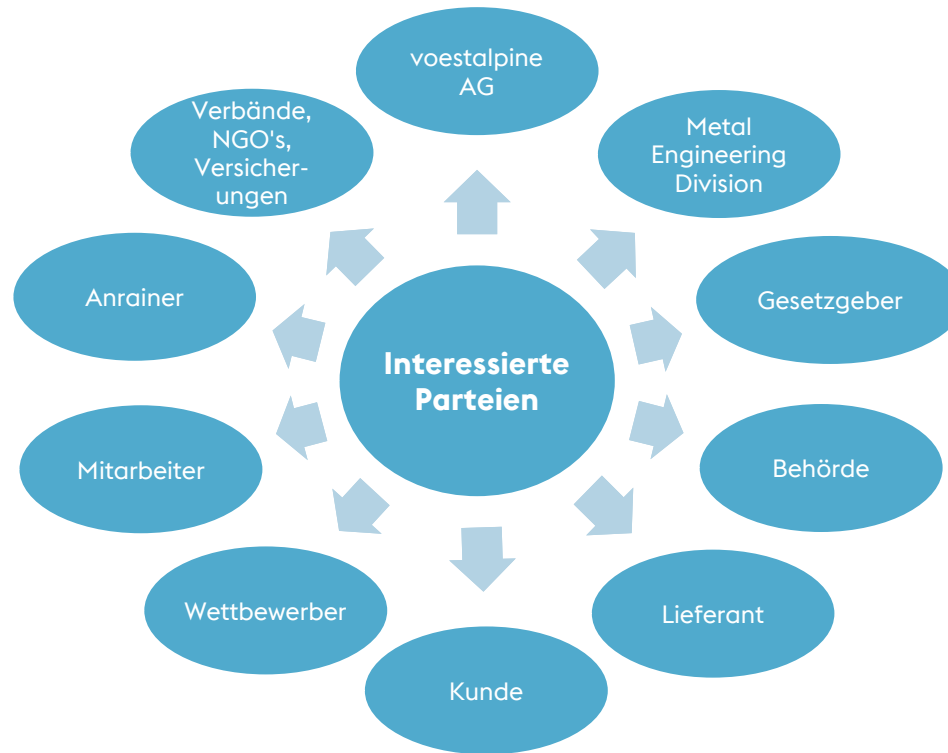 voestalpine
AG
Metal
Engineering
Division
Gesetzgeber
Behörde
Lieferant
Kunde
Wettbewerber
Mitarbeiter
Anrainer
Verbände,
NGO's,
Versicher-
ungen
Interessierte
Parteien